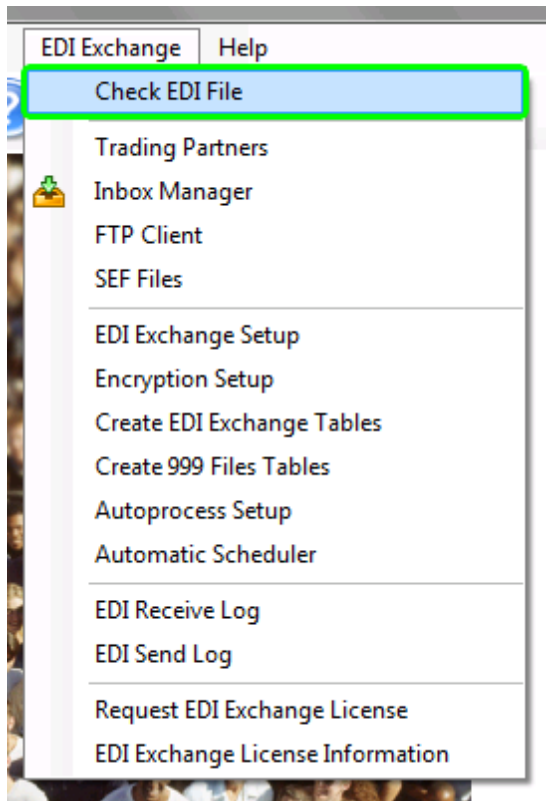 EDI Exchange Help
Check EDI File
Trading Partners
Inbox Manager
FTP Client
SEF Files
EDI Exchange Setup
Encryption Setup
Create EDI Exchange Tables
Create 999 Files Tables
Autoprocess Setup
Automatic Scheduler
EDI Receive Log
EDI Send Log
Request EDI Exchange License
EDI Exchange License Information